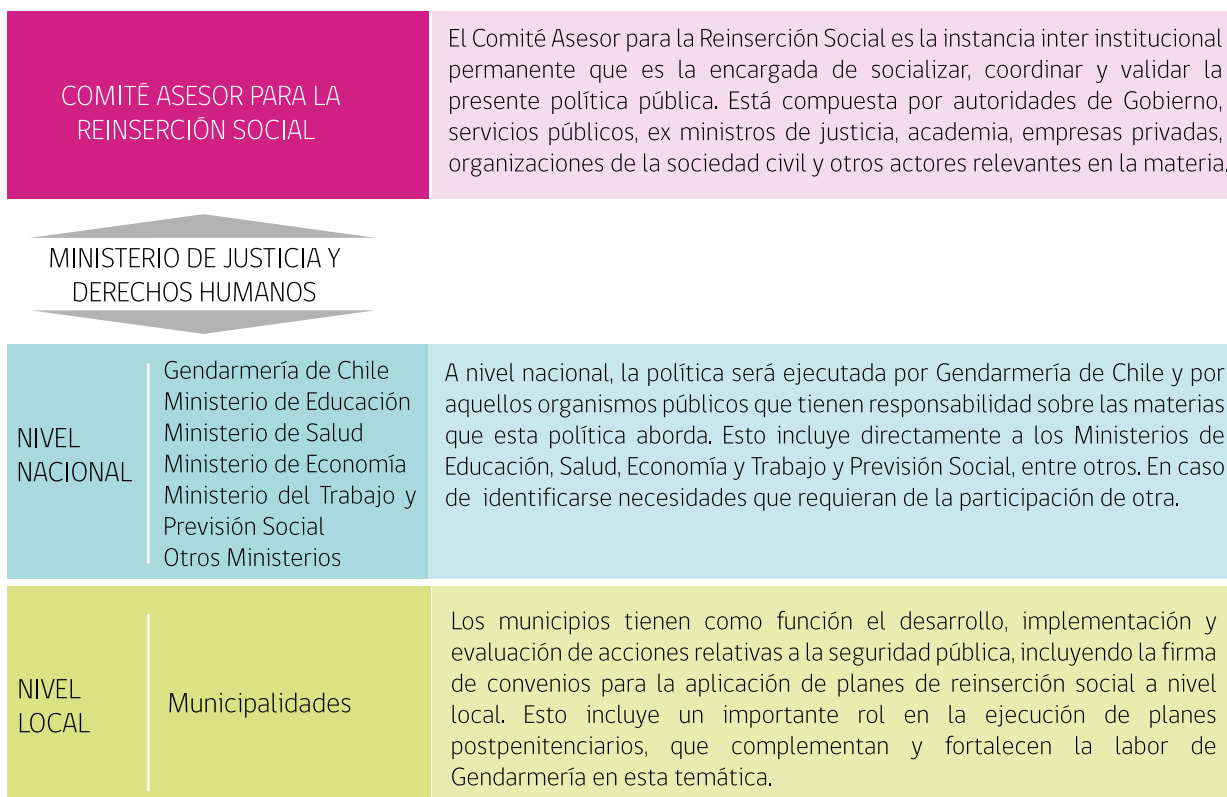 COMITÉ ASESOR PARA LA
REINSERCIÓN SOCIAL
El Comité Asesor para la Reinserción Social es la instancia inter institucional
permanente que es la encargada de socializar, coordinar y validar la
presente política pública. Está compuesta por autoridades de Gobierno,
servicios públicos, ex ministros de justicia, academia, empresas privadas,
organizaciones de la sociedad civil y otros actores relevantes en la materia.
MINISTERIO DE JUSTICIA Y
DERECHOS HUMANOS
NIVEL
NACIONAL
Gendarmería de Chile
Ministerio de Educación
Ministerio de Salud
Ministerio de Economía
Ministerio del Trabajo y
Previsión Social
Otros Ministerios
A nivel nacional, la política será ejecutada por Gendarmería de Chile y por
aquellos organismos públicos que tienen responsabilidad sobre las materias
que esta política aborda. Esto incluye directamente a los Ministerios de
Educación, Salud, Economía y Trabajo y Previsión Social, entre otros. En caso
de identificarse necesidades que requieran de la participación de otra.
NIVEL
LOCAL
Municipalidades
Los municipios tienen como función el desarrollo, implementación y
evaluación de acciones relativas a la seguridad pública, incluyendo la firma
de convenios para la aplicación de planes de reinserción social a nivel
local. Esto incluye un importante rol en la ejecución de planes
postpenitenciarios, que complementan y fortalecen la labor de
Gendarmería en esta temática.